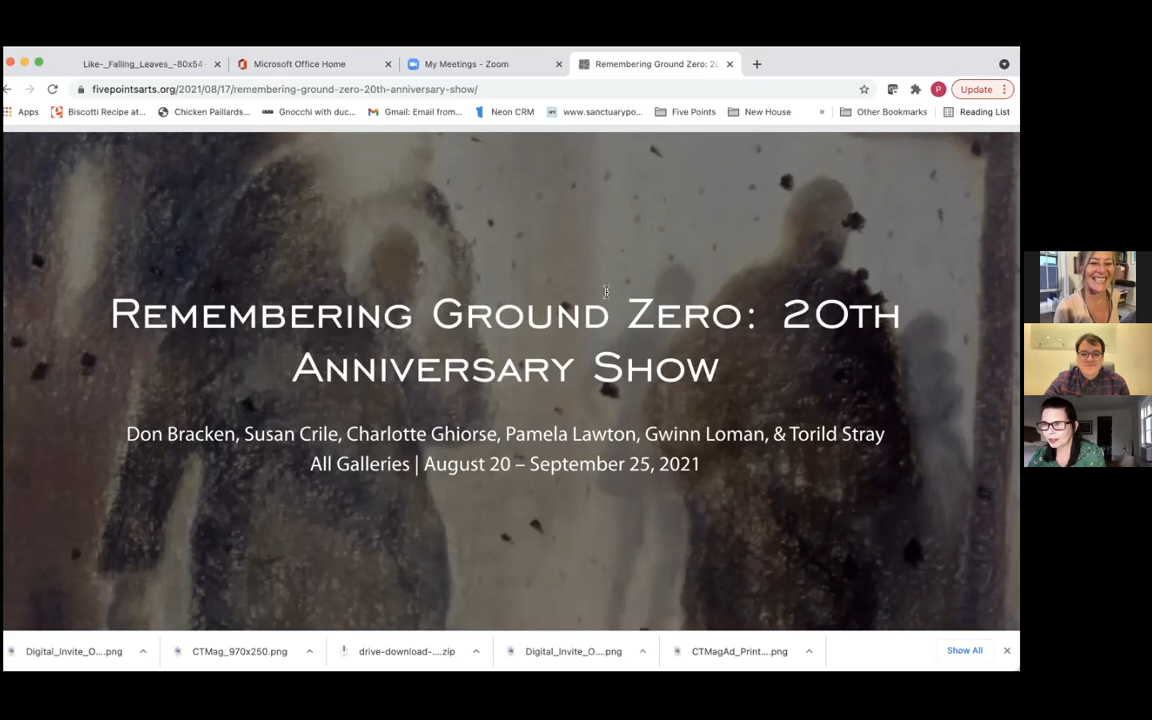 Like-_Falling_Leaves_-80x54-
Microsoft Office Home
My Meetings - Zoom
Remembering Ground Zero: 20
fivepointsarts.org/2021/08/17/remembering-ground-zero-20th-anniversary-show/
P
Update
Apps
Biscotti Recipe at...
Chicken Paillards...
Gnocchi with duc...
Gmail: Email from...
Neon CRM
www.sanctuarypo...
Five Points
New House
»
Other Bookmarks
Reading List
Remembering Ground Zero: 20th
Anniversary Show
Don Bracken, Susan Crile, Charlotte Ghiorse, Pamela Lawton, Gwinn Loman, & Torild Stray
All Galleries | August 20 – September 25, 2021
Digital_Invite_O....png
CTMag_970x250.png
drive-download-....zip
Digital_Invite_O....png
CTMagAd_Print....png
Show All